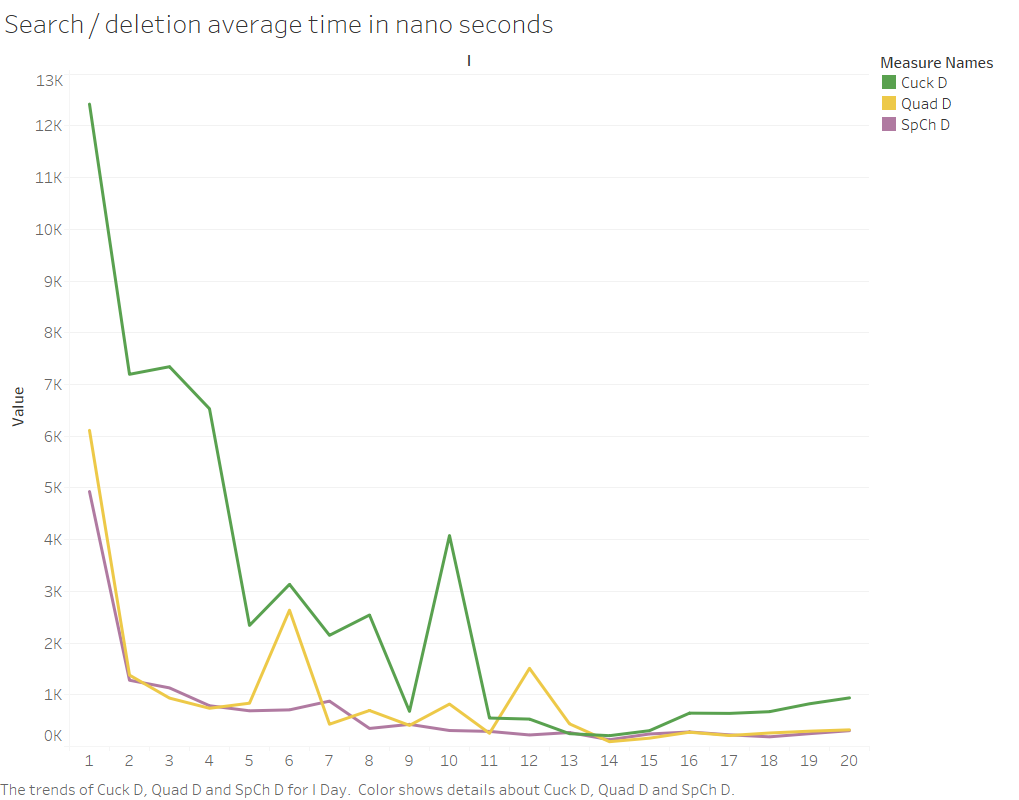 Search / deletion average time in nano seconds
I
Measure Names
Cuck D
Quad D
SpCh D
13K
12K
11K
10K
9K
8K
7K
6K
5K
4K
3K
2K
1K
0K
Value
1 2 3 4 5 6 7 8 9 10 11 12 13 14 15 16 17 18 19 20
The trends of Cuck D, Quad D and SpCh D for I Day. Color shows details about Cuck D, Quad D and SpCh D.